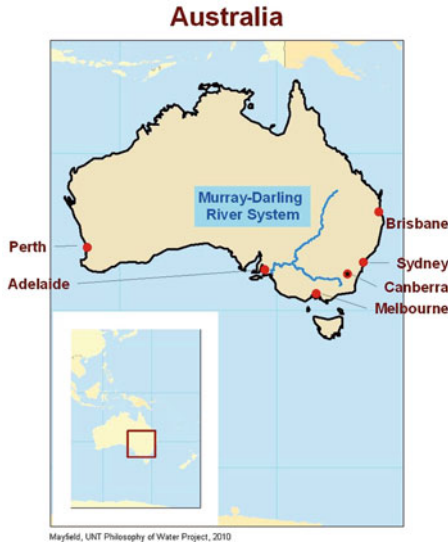 Australia
Murray-Darling
River System
Brisbane
Perth
Sydney
Adelaide
Canberra
Melbourne
Mayfield, UNT Philosophy of Water Project, 2010